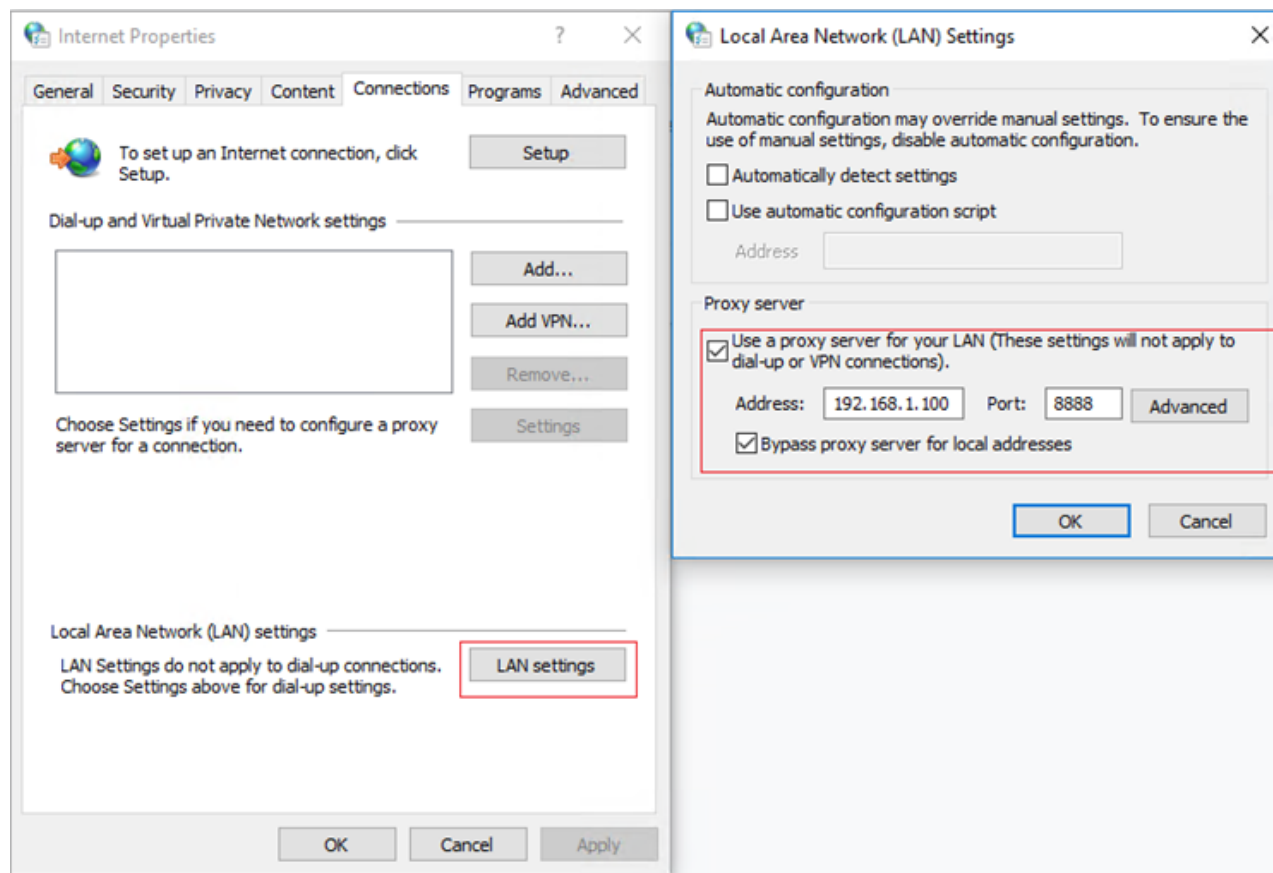 Internet Properties
?
General Security Privacy Content Connections Programs Advanced
To set up an Internet connection, click
Setup.
Setup
Dial-up and Virtual Private Network settings
Add...
Add VPN...
Remove...
Choose Settings if you need to configure a proxy
server for a connection.
Settings
Local Area Network (LAN) settings
LAN Settings do not apply to dial-up connections.
Choose Settings above for dial-up settings.
LAN settings
OK Cancel Apply
Local Area Network (LAN) Settings
Automatic configuration
Automatic configuration may override manual settings. To ensure the
use of manual settings, disable automatic configuration.
Automatically detect settings
Use automatic configuration script
Address
Proxy server
Use a proxy server for your LAN (These settings will not apply to
dial-up or VPN connections).
Address: 192.168.1.100 Port: 8888 Advanced
Bypass proxy server for local addresses
OK Cancel